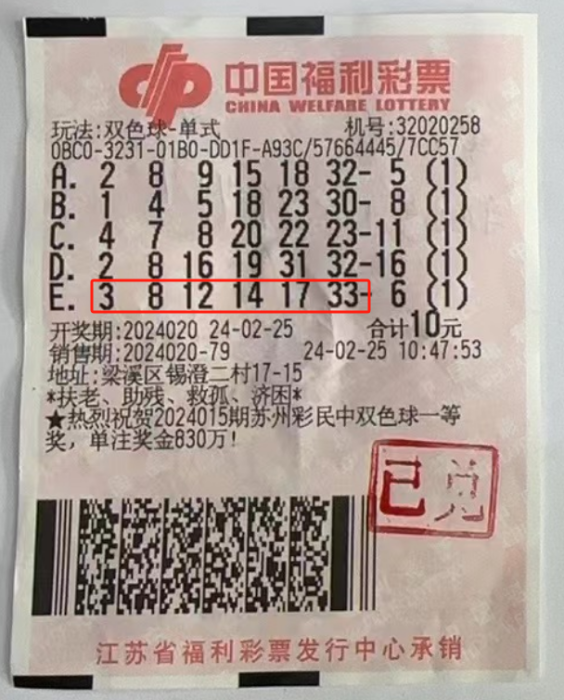 中国福利彩票
CHINA WELFARE LOTTERY
玩法:双色球-单式 机号:32020258
0BC0-3231-01B0-DD1F-A93C/57664445/7CC57
A. 2 8 9 15 18 32- 5 (1)
B. 1 4 5 18 23 30- 8 (1)
C. 4 7 8 20 22 23-11 (1)
D. 2 8 16 19 31 32-16 (1)
E. 3 8 12 14 17 33- 6 (1)
开奖期:2024020 24-02-25 合计10元
销售期:2024020-79 24-02-25 10:47:53
地址:梁溪区锡澄二村17-15
*扶老、助残、救孤、济困*
★热烈祝贺2024015期苏州彩民中双色球一等
奖,单注奖金830万!
已兑
江苏省福利彩票发行中心承销